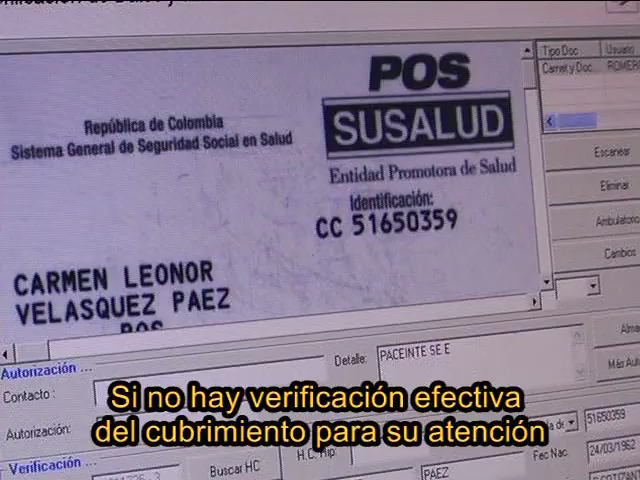 Tipo Doc Usuario
Carnet y Doc. ROMERO
POS
SUSALUD
República de Colombia
Sistema General de Seguridad Social en Salud
Entidad Promotora de Salud
Identificación:
CC 51650359
CARMEN LEONOR
VELASQUEZ PAEZ
POS
Escanear
Eliminar
Ambulatorio
Cambios
Autorización ...
Contacto :
Detalle:
PACEINTE SE E
Autorización:
Si no hay verificación efectiva
del cubrimiento para su atención
51650359
Fec Nac.
24/03/1962
Verificación ...
Buscar HC
PAEZ